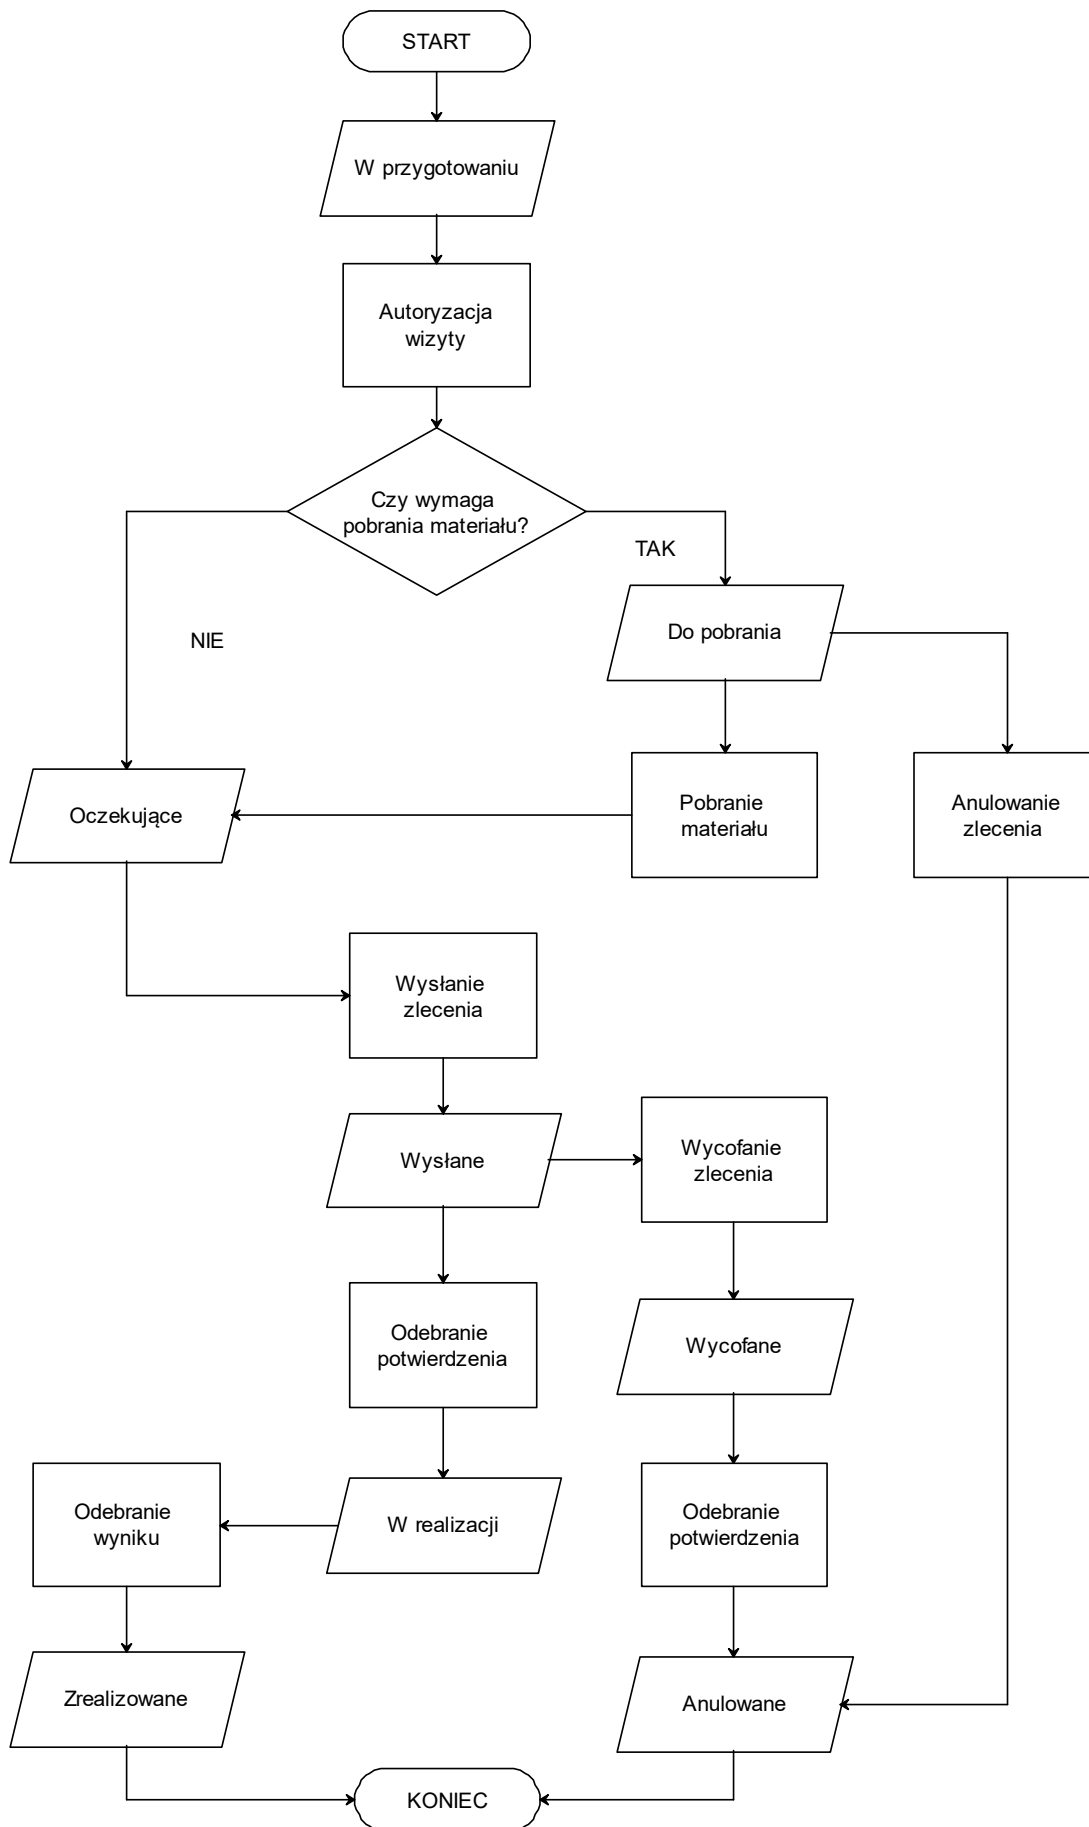 START
W przygotowaniu
Autoryzacja
wizyty
Czy wymaga
pobrania materiału?
TAK
NIE
Do pobrania
Oczekujące
Pobranie
materiału
Anulowanie
zlecenia
Wysłanie
zlecenia
Wysłane
Wycofanie
zlecenia
Odebranie
potwierdzenia
Wycofane
Odebranie
wyniku
W realizacji
Odebranie
potwierdzenia
Zrealizowane
Anulowane
KONIEC